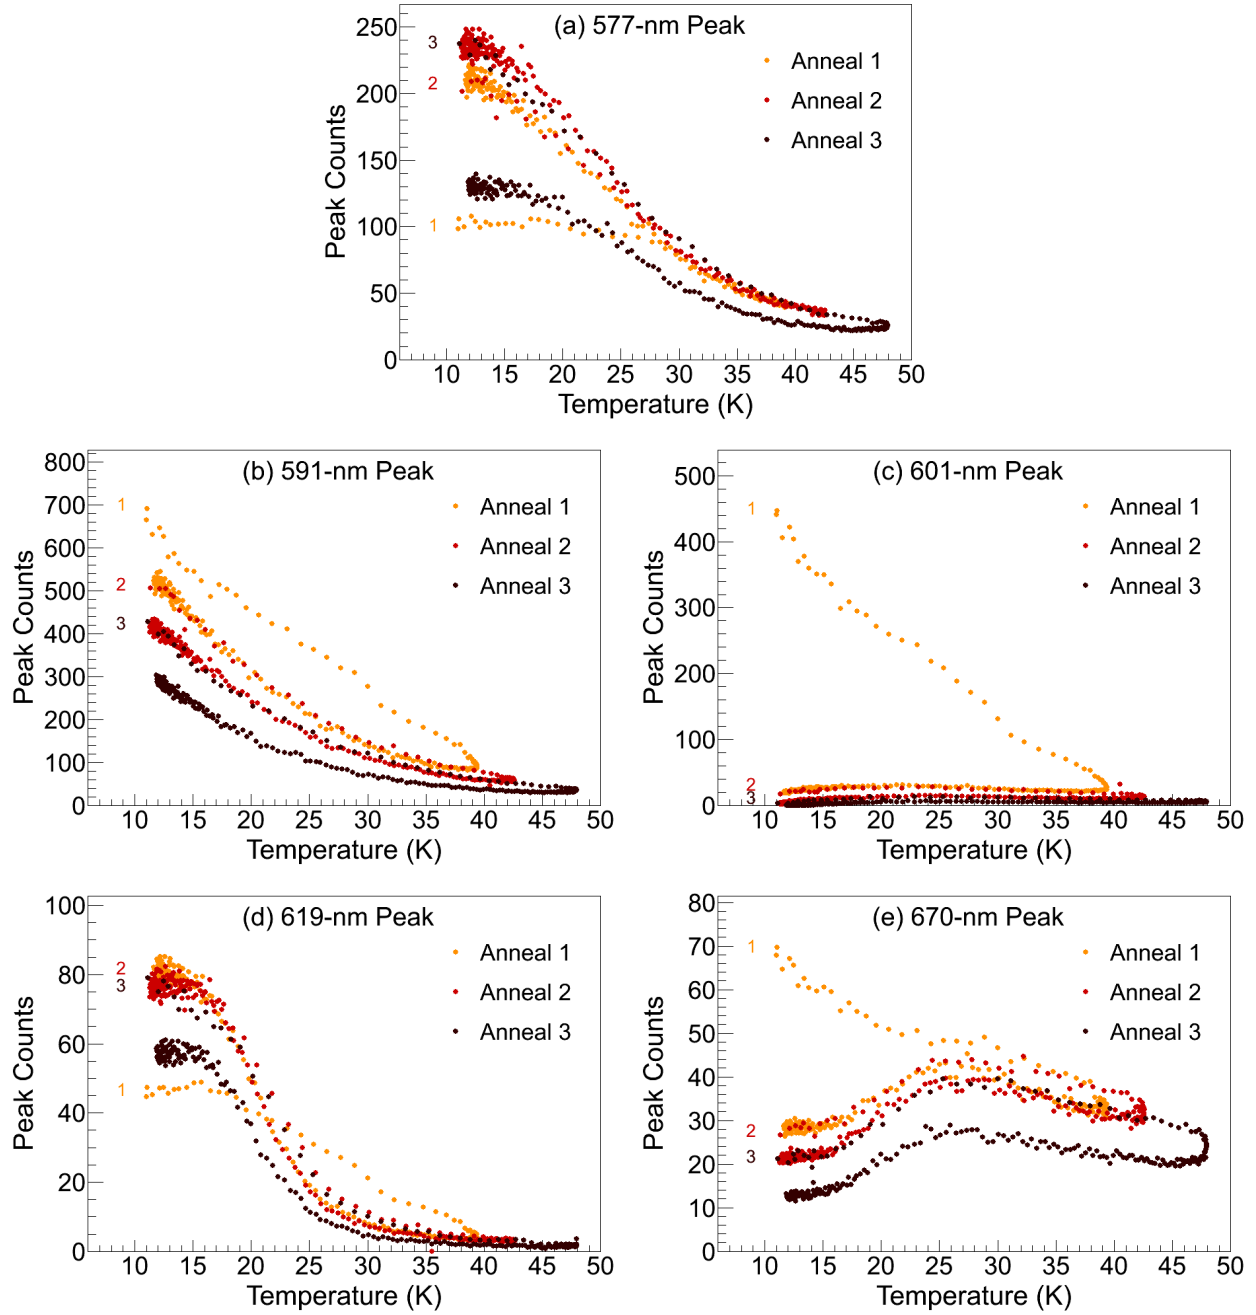 (a) 577-nm Peak
Anneal 1
Anneal 2
Anneal 3
3
2
1
250
200
150
100
50
0
Peak Counts
10 15 20 25 30 35 40 45 50
Temperature (K)
(b) 591-nm Peak
Anneal 1
Anneal 2
Anneal 3
1
2
3
800
700
600
500
400
300
200
100
0
Peak Counts
10 15 20 25 30 35 40 45 50
Temperature (K)
(c) 601-nm Peak
Anneal 1
Anneal 2
Anneal 3
1
2
3
500
400
300
200
100
0
Peak Counts
10 15 20 25 30 35 40 45 50
Temperature (K)
(d) 619-nm Peak
Anneal 1
Anneal 2
Anneal 3
2
3
1
100
80
60
40
20
0
Peak Counts
10 15 20 25 30 35 40 45 50
Temperature (K)
(e) 670-nm Peak
Anneal 1
Anneal 2
Anneal 3
1
2
3
80
70
60
50
40
30
20
10
0
Peak Counts
10 15 20 25 30 35 40 45 50
Temperature (K)